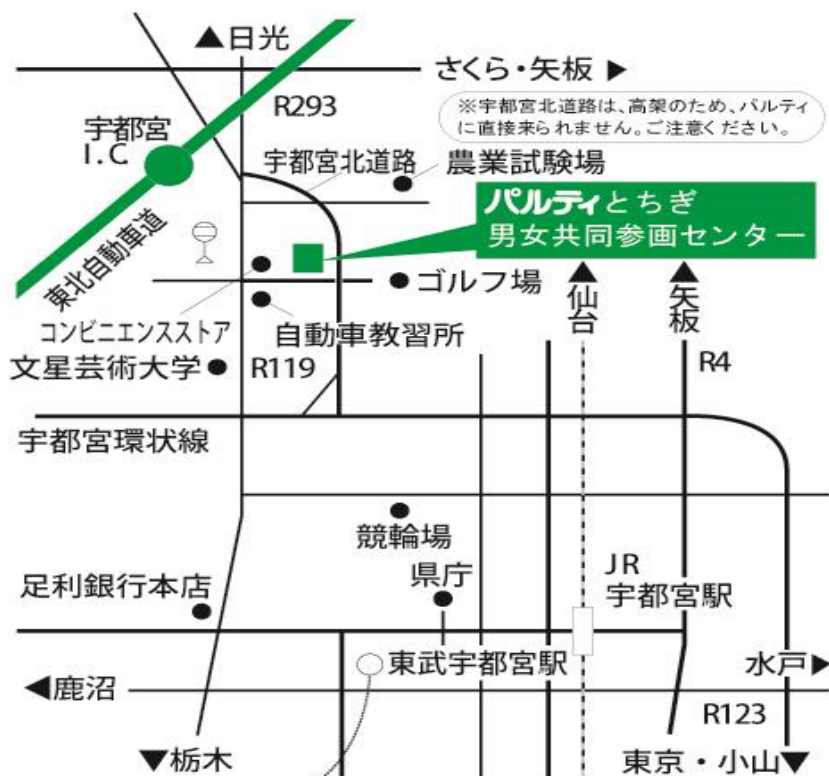 ▲日光
さくら・矢板 ▶
R293
※宇都宮北道路は、高架のため、パルティ
に直接来られません。ご注意ください。
宇都宮
I.C
宇都宮北道路
農業試験場
パルティとちぎ
男女共同参画センター
東北自動車道
ゴルフ場
▲仙台
▲矢板
コンビニエンスストア
自動車教習所
文星芸術大学
R119
R4
宇都宮環状線
競輪場
県庁
JR
宇都宮駅
足利銀行本店
東武宇都宮駅
水戸▶
◀鹿沼
R123
▼栃木
東京・小山▼